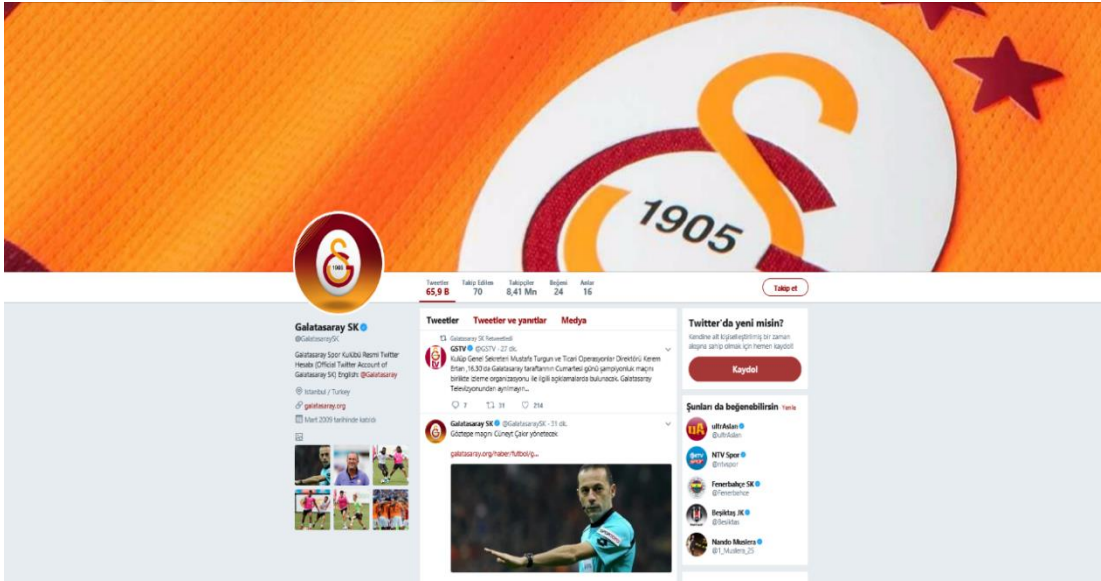 1905
1905
Tweetler
65,9 B
Takip Edilen
70
Takipçiler
8,41 Mn
Beğeni
24
Anlar
16
Takip et
Galatasaray SK
@GalatasaraySK
Galatasaray Spor Kulübü Resmi Twitter
Hesabı (Official Twitter Account of
Galatasaray SK) English: @Galatasaray
İstanbul / Turkey
galatasaray.org
Mart 2009 tarihinde katıldı
Tweetler Tweetler ve yanıtlar Medya
Galatasaray SK Retweetledi
GSTV @GSTV · 27 dk.
Kulüp Genel Sekreteri Mustafa Turgun ve Ticari Operasyonlar Direktörü Kerem
Ertan ,16.30'da Galatasaray taraftarının Cumartesi günü şampiyonluk maçını
birlikte izleme organizasyonu ile ilgili açıklamalarda bulunacak. Galatasaray
Televizyonundan ayrılmayın...
7 31 214
Galatasaray SK @GalatasaraySK · 31 dk.
Göztepe maçını Cüneyt Çakır yönetecek
galatasaray.org/haber/futbol/g...
Twitter'da yeni misin?
Kendine ait kişiselleştirilmiş bir zaman
akışına sahip olmak için hemen kaydol!
Kaydol
Şunları da beğenebilirsin Yenile
ultrAslan
@ultrAslan
NTV Spor
@ntvspor
Fenerbahçe SK
@Fenerbahce
Beşiktaş JK
@Besiktas
Nando Muslera
@1_Muslera_25